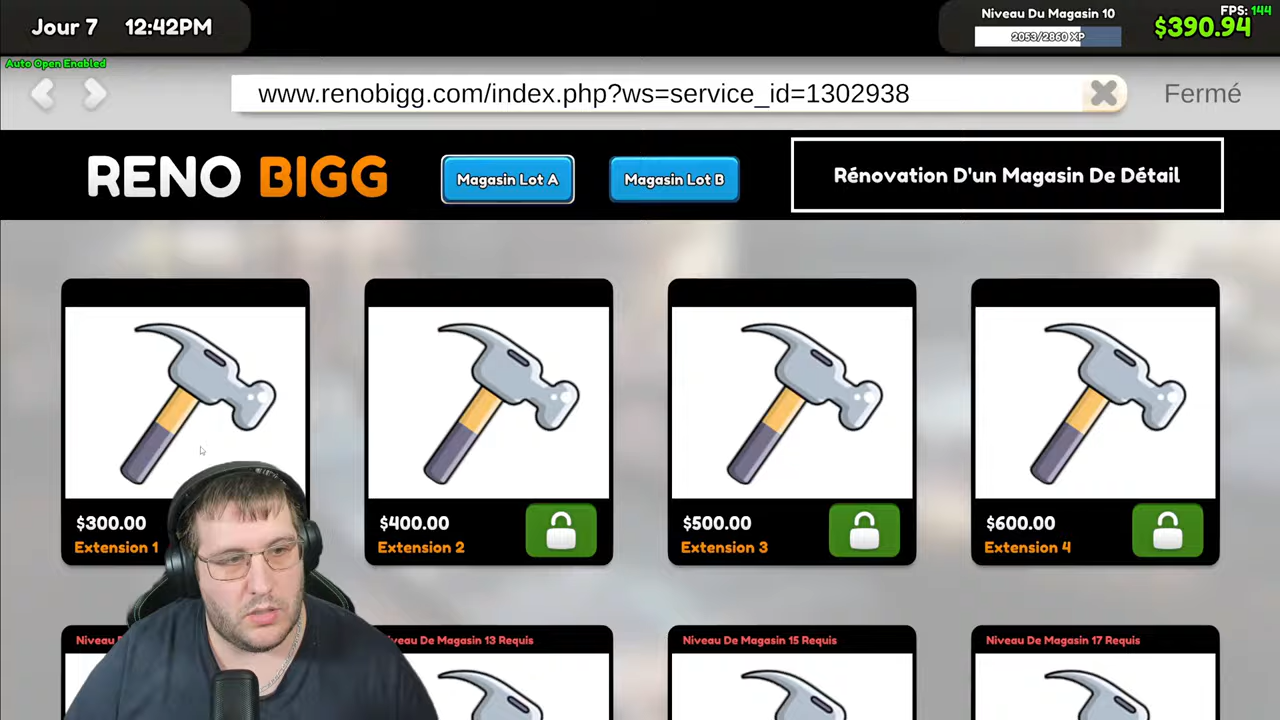 Jour 7 12:42PM
Niveau Du Magasin 10
2053/2860 XP
FPS: 144
$390.94
Auto Open Enabled
www.renobigg.com/index.php?ws=service_id=1302938
Fermé
RENO BIGG
Magasin Lot A
Magasin Lot B
Rénovation D'un Magasin De Détail
$300.00
Extension 1
$400.00
Extension 2
$500.00
Extension 3
$600.00
Extension 4
De Magasin 13 Requis
Niveau De Magasin 15 Requis
Niveau De Magasin 17 Requis